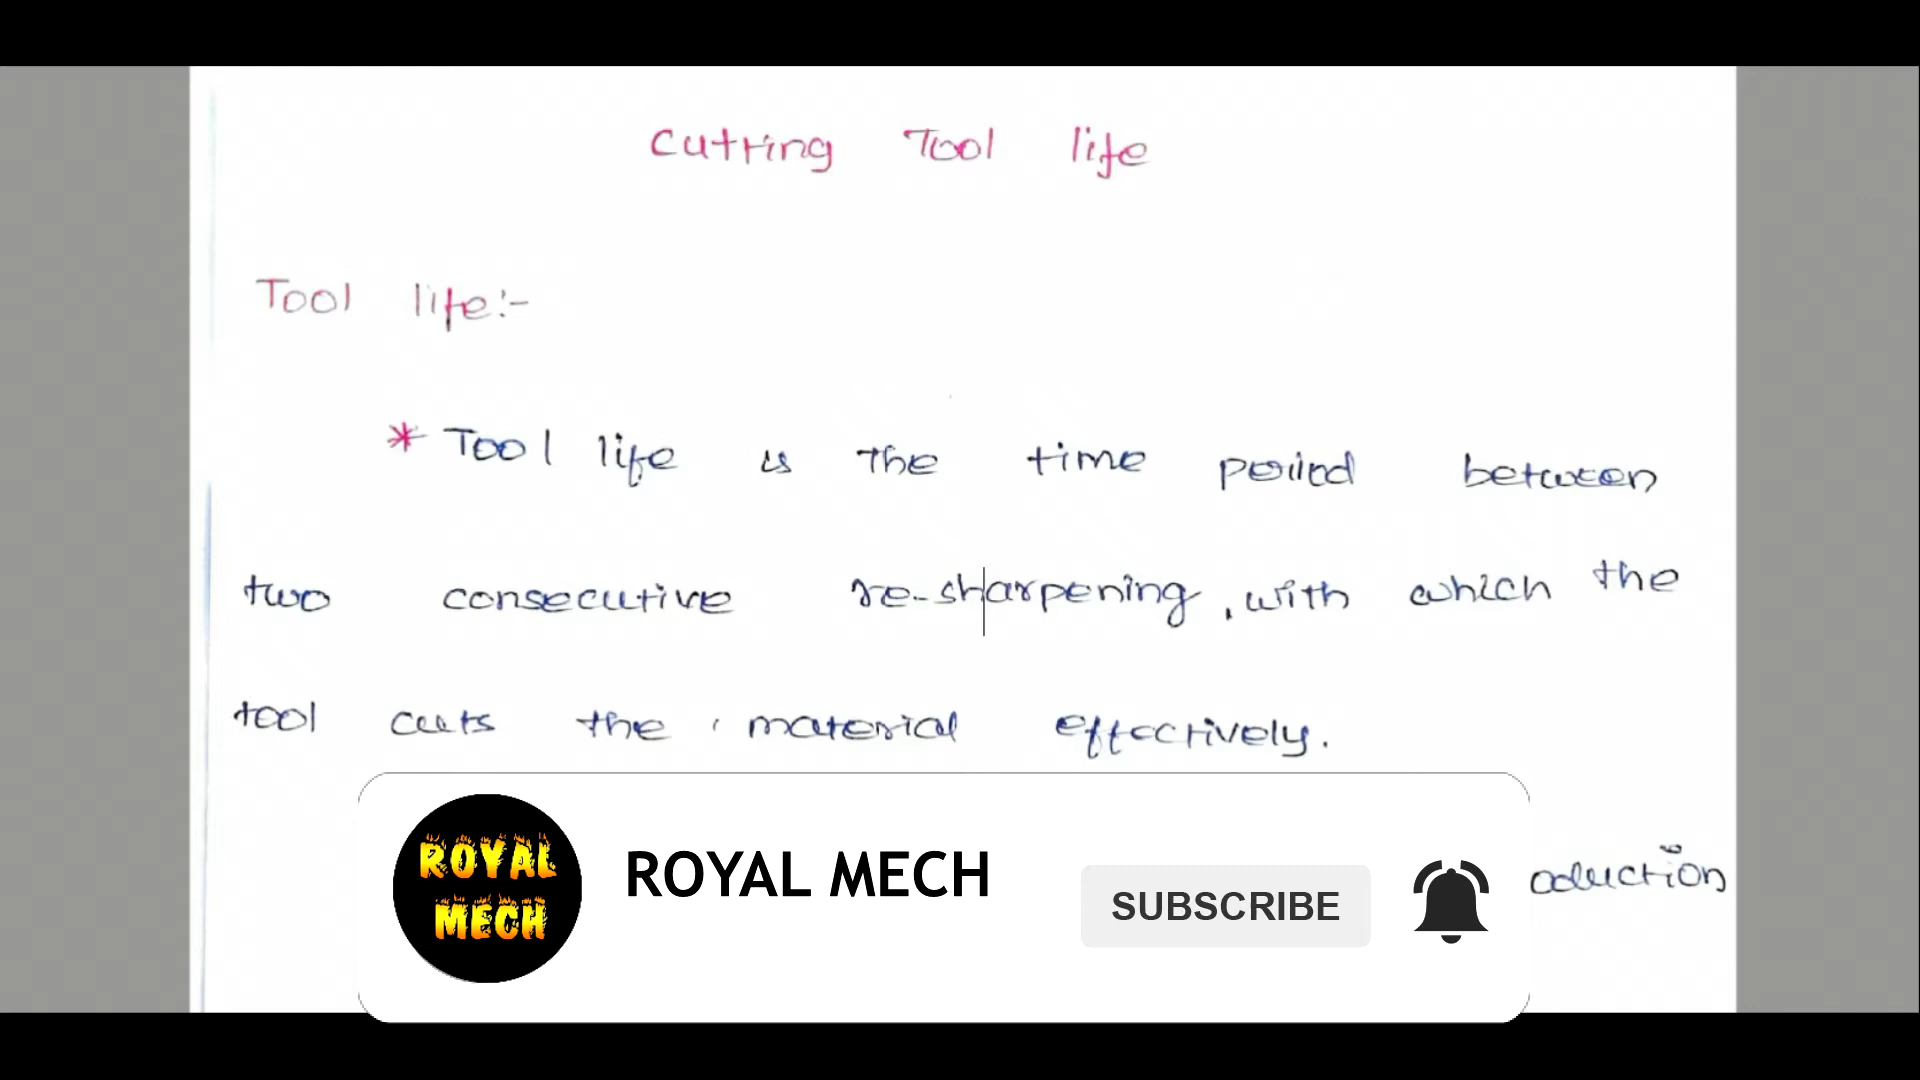 Cutting Tool life
Tool life:-
* Tool life is the time period between
two consecutive re-sharpening, with which the
tool cuts the material effectively.
oduction
ROYAL
MECH
ROYAL MECH
SUBSCRIBE